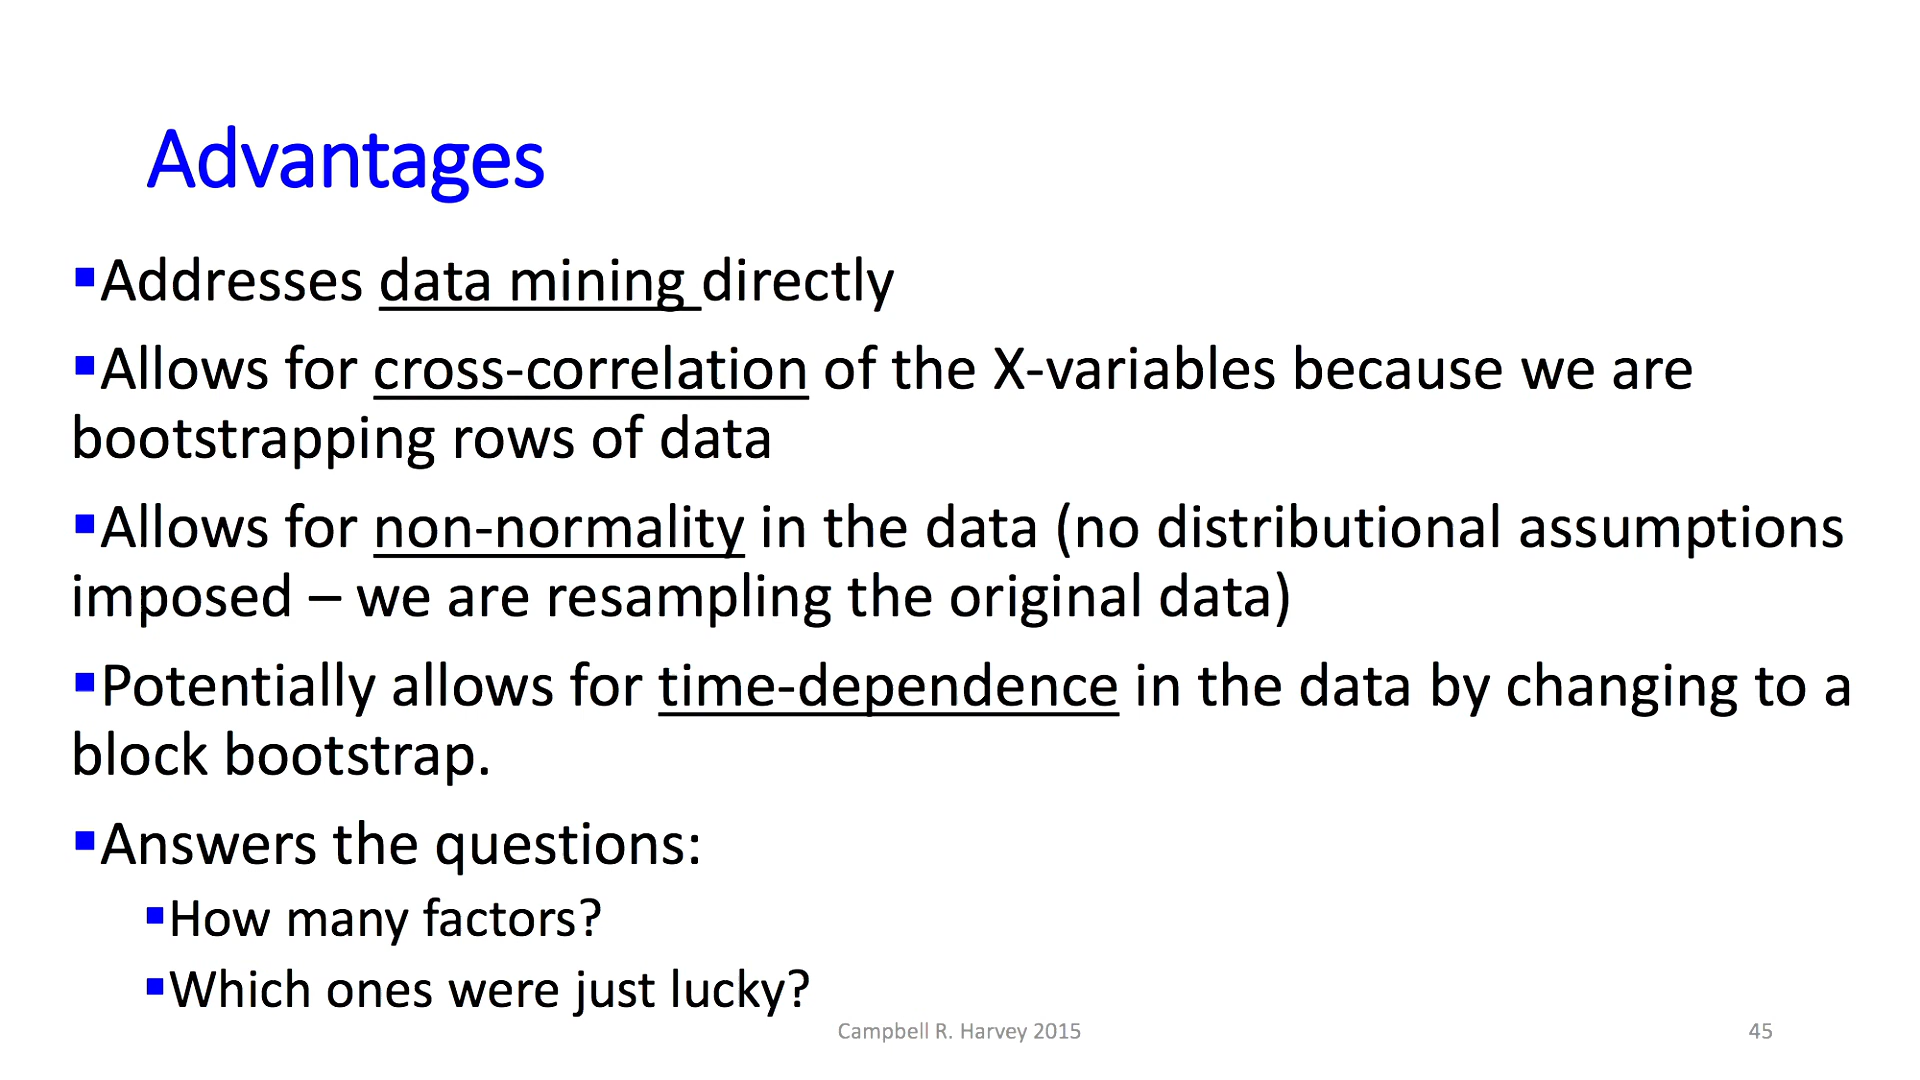 Advantages
▪Addresses data mining directly
▪Allows for cross-correlation of the X-variables because we are
bootstrapping rows of data
▪Allows for non-normality in the data (no distributional assumptions
imposed – we are resampling the original data)
▪Potentially allows for time-dependence in the data by changing to a
block bootstrap.
▪Answers the questions:
▪How many factors?
▪Which ones were just lucky?
Campbell R. Harvey 2015
45